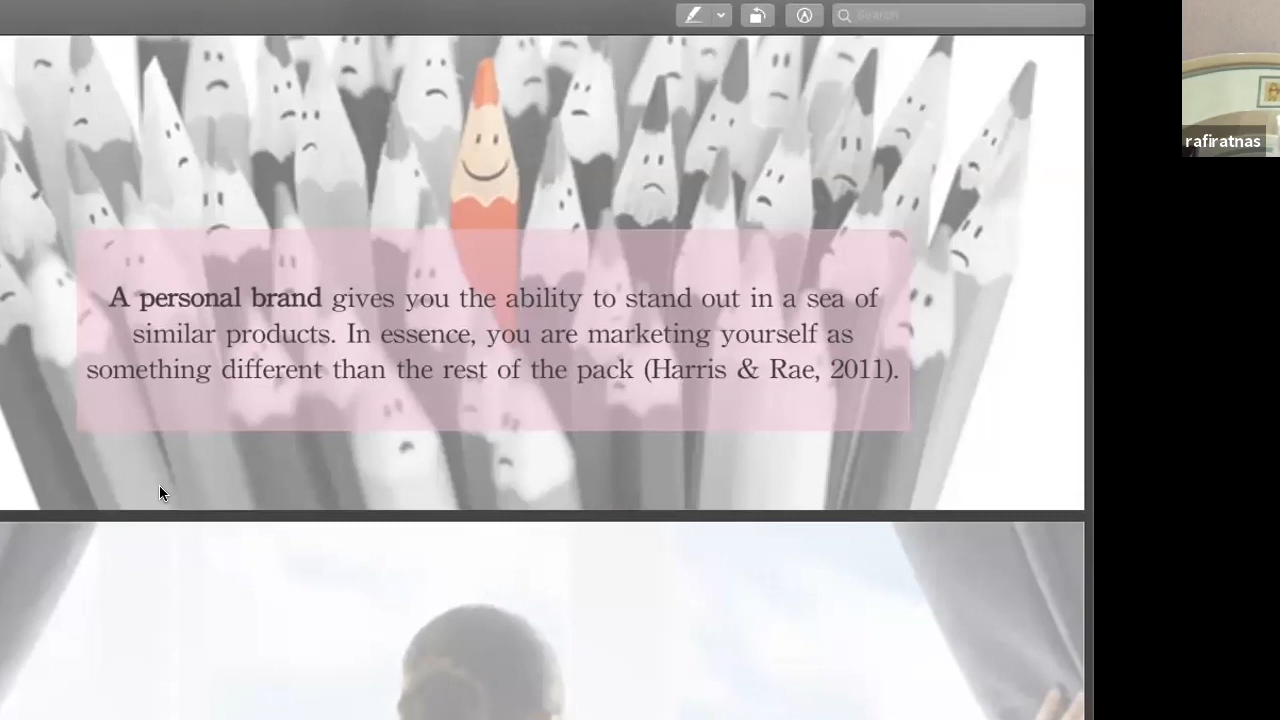 Search
rafiratnas
A personal brand gives you the ability to stand out in a sea of
similar products. In essence, you are marketing yourself as
something different than the rest of the pack (Harris & Rae, 2011).